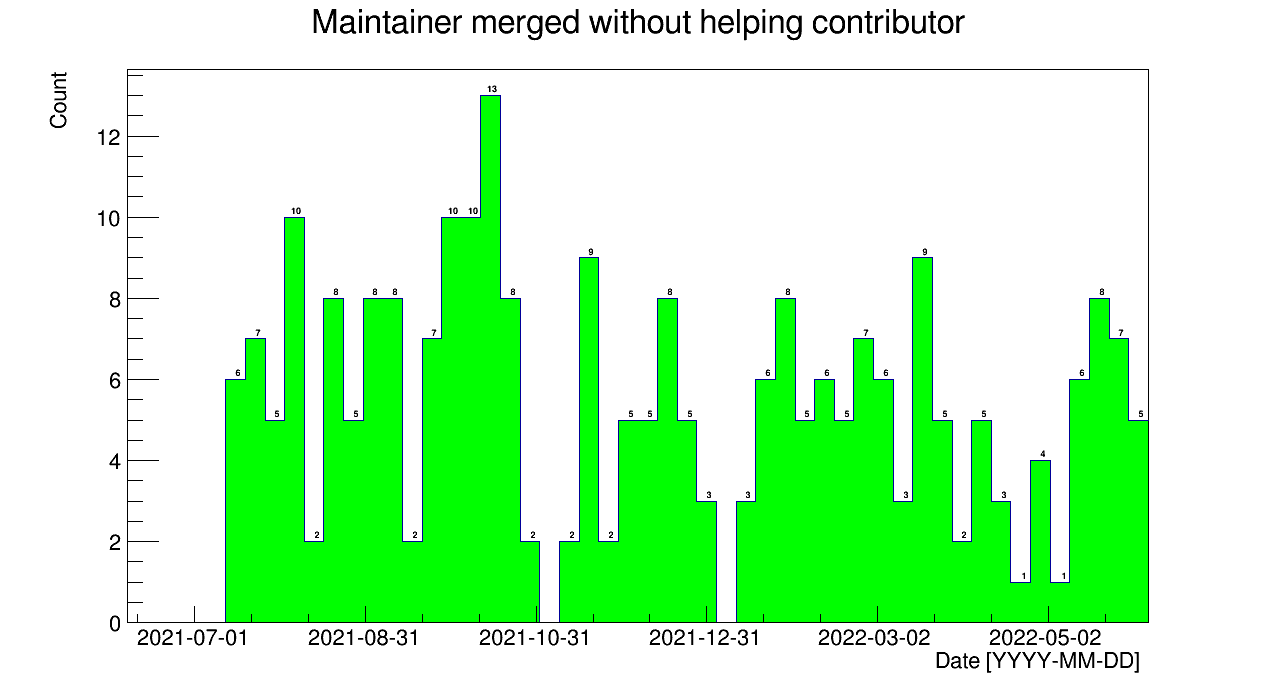 Maintainer merged without helping contributor
Count
13
12
10 10 10
10
9 9
8 8 8 8 8 8 8 8
8
7 7 7 7
6 6 6 6 6
6
5 5 5 5 5 5 5 5 5 5
4
4
3 3 3 3
2 2 2 2 2 2
2
1 1
0
2021-07-01 2021-08-31 2021-10-31 2021-12-31 2022-03-02 2022-05-02
Date [YYYY-MM-DD]